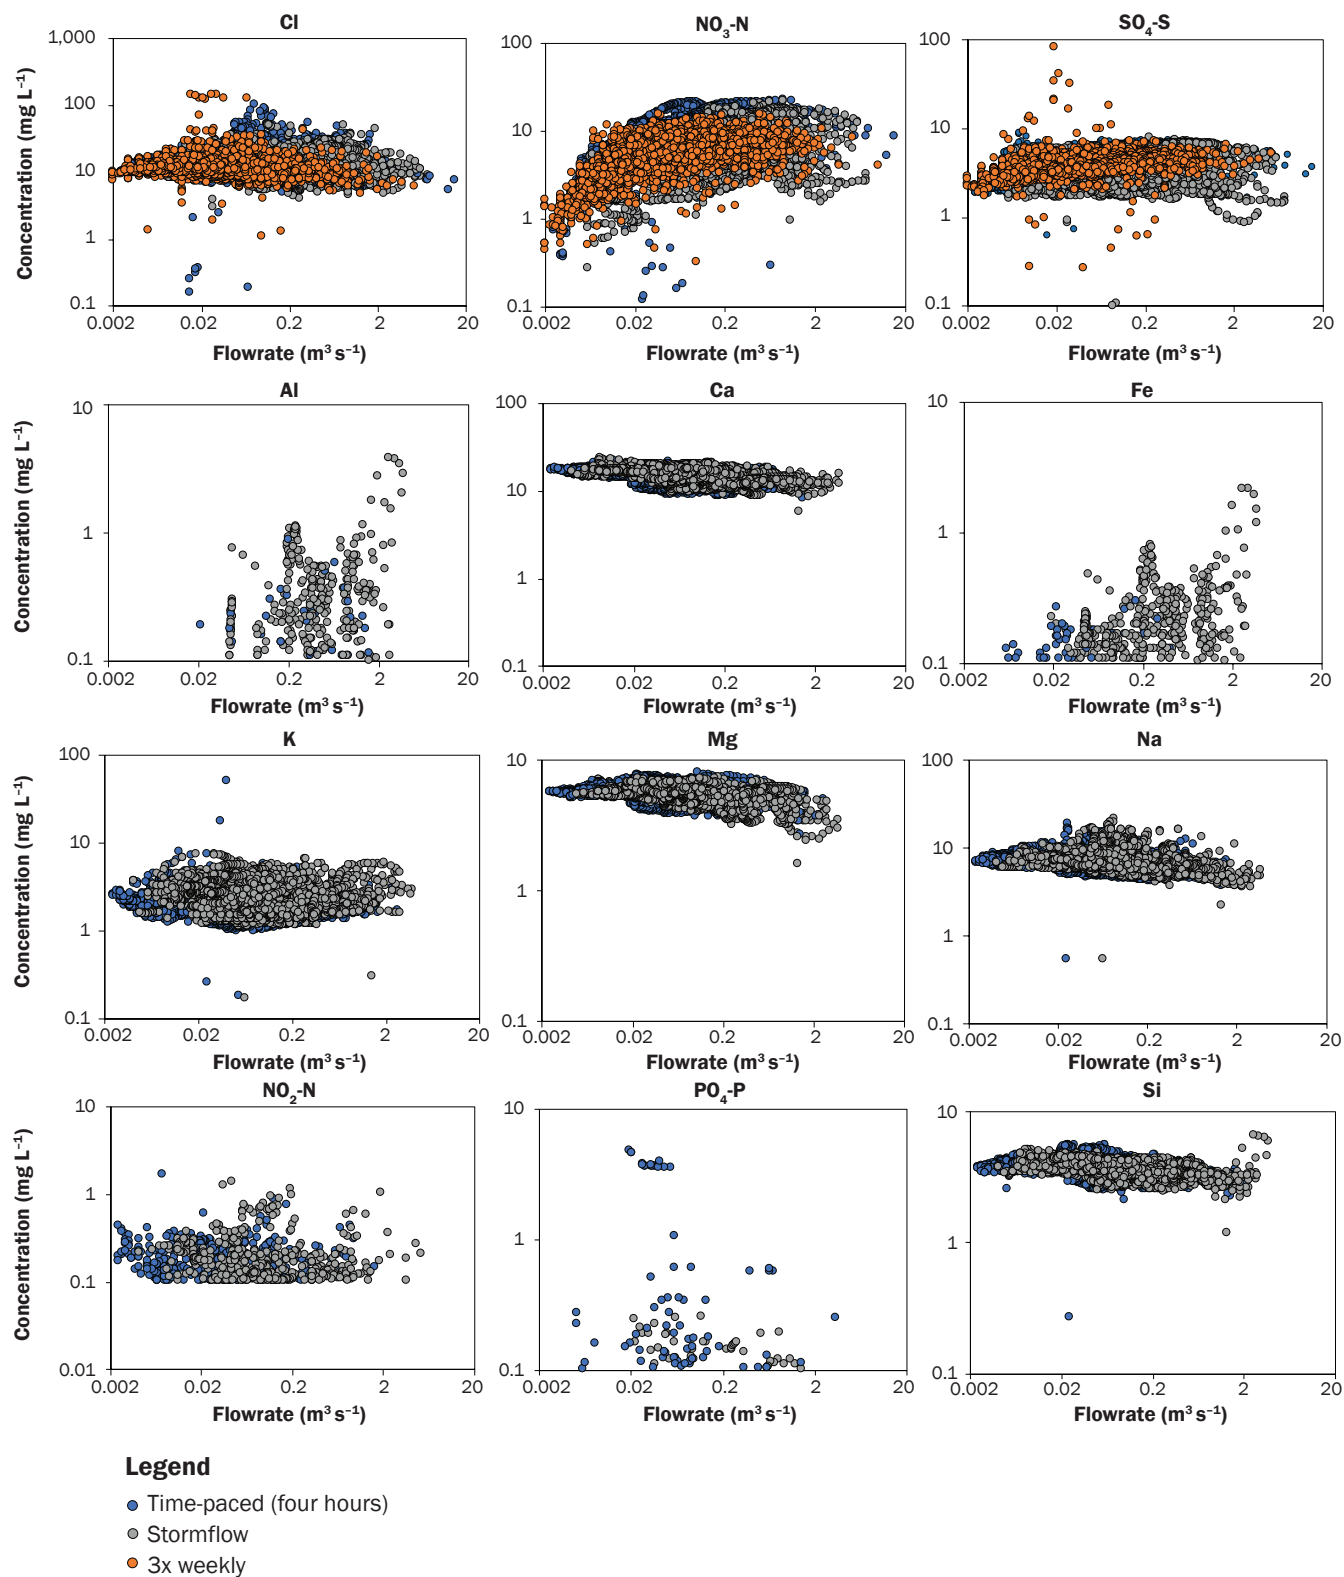 Cl
NO₃-N
SO₄-S
Concentration (mg L⁻¹)
1,000
100
10
1
0.1
100
10
1
0.1
100
10
1
0.1
0.002 0.02 0.2 2 20
0.002 0.02 0.2 2 20
0.002 0.02 0.2 2 20
Flowrate (m³ s⁻¹)
Flowrate (m³ s⁻¹)
Flowrate (m³ s⁻¹)
Al
Ca
Fe
Concentration (mg L⁻¹)
10
1
0.1
100
10
1
0.1
10
1
0.1
0.002 0.02 0.2 2 20
0.002 0.02 0.2 2 20
0.002 0.02 0.2 2 20
Flowrate (m³ s⁻¹)
Flowrate (m³ s⁻¹)
Flowrate (m³ s⁻¹)
K
Mg
Na
Concentration (mg L⁻¹)
100
10
1
0.1
10
1
0.1
100
10
1
0.1
0.002 0.02 0.2 2 20
0.002 0.02 0.2 2 20
0.002 0.02 0.2 2 20
Flowrate (m³ s⁻¹)
Flowrate (m³ s⁻¹)
Flowrate (m³ s⁻¹)
NO₂-N
PO₄-P
Si
Concentration (mg L⁻¹)
10
1
0.1
0.01
10
1
0.1
10
1
0.1
0.002 0.02 0.2 2 20
0.002 0.02 0.2 2 20
0.002 0.02 0.2 2 20
Flowrate (m³ s⁻¹)
Flowrate (m³ s⁻¹)
Flowrate (m³ s⁻¹)
Legend
Time-paced (four hours)
Stormflow
3x weekly